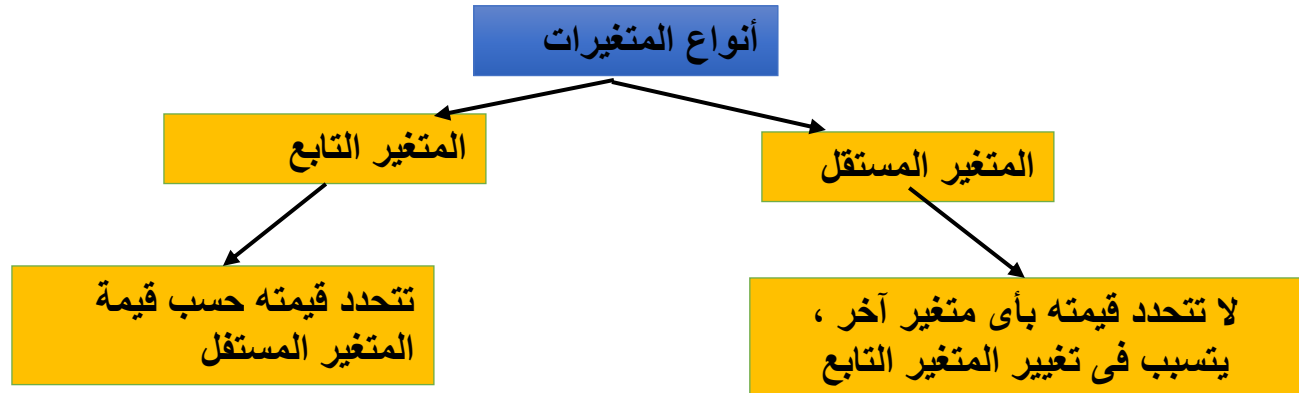 أنواع المتغيرات
المتغير المستقل
المتغير التابع
لا تتحدد قيمته بأى متغير آخر ،
يتسبب فى تغيير المتغير التابع
تتحدد قيمته حسب قيمة
المتغير المستفل